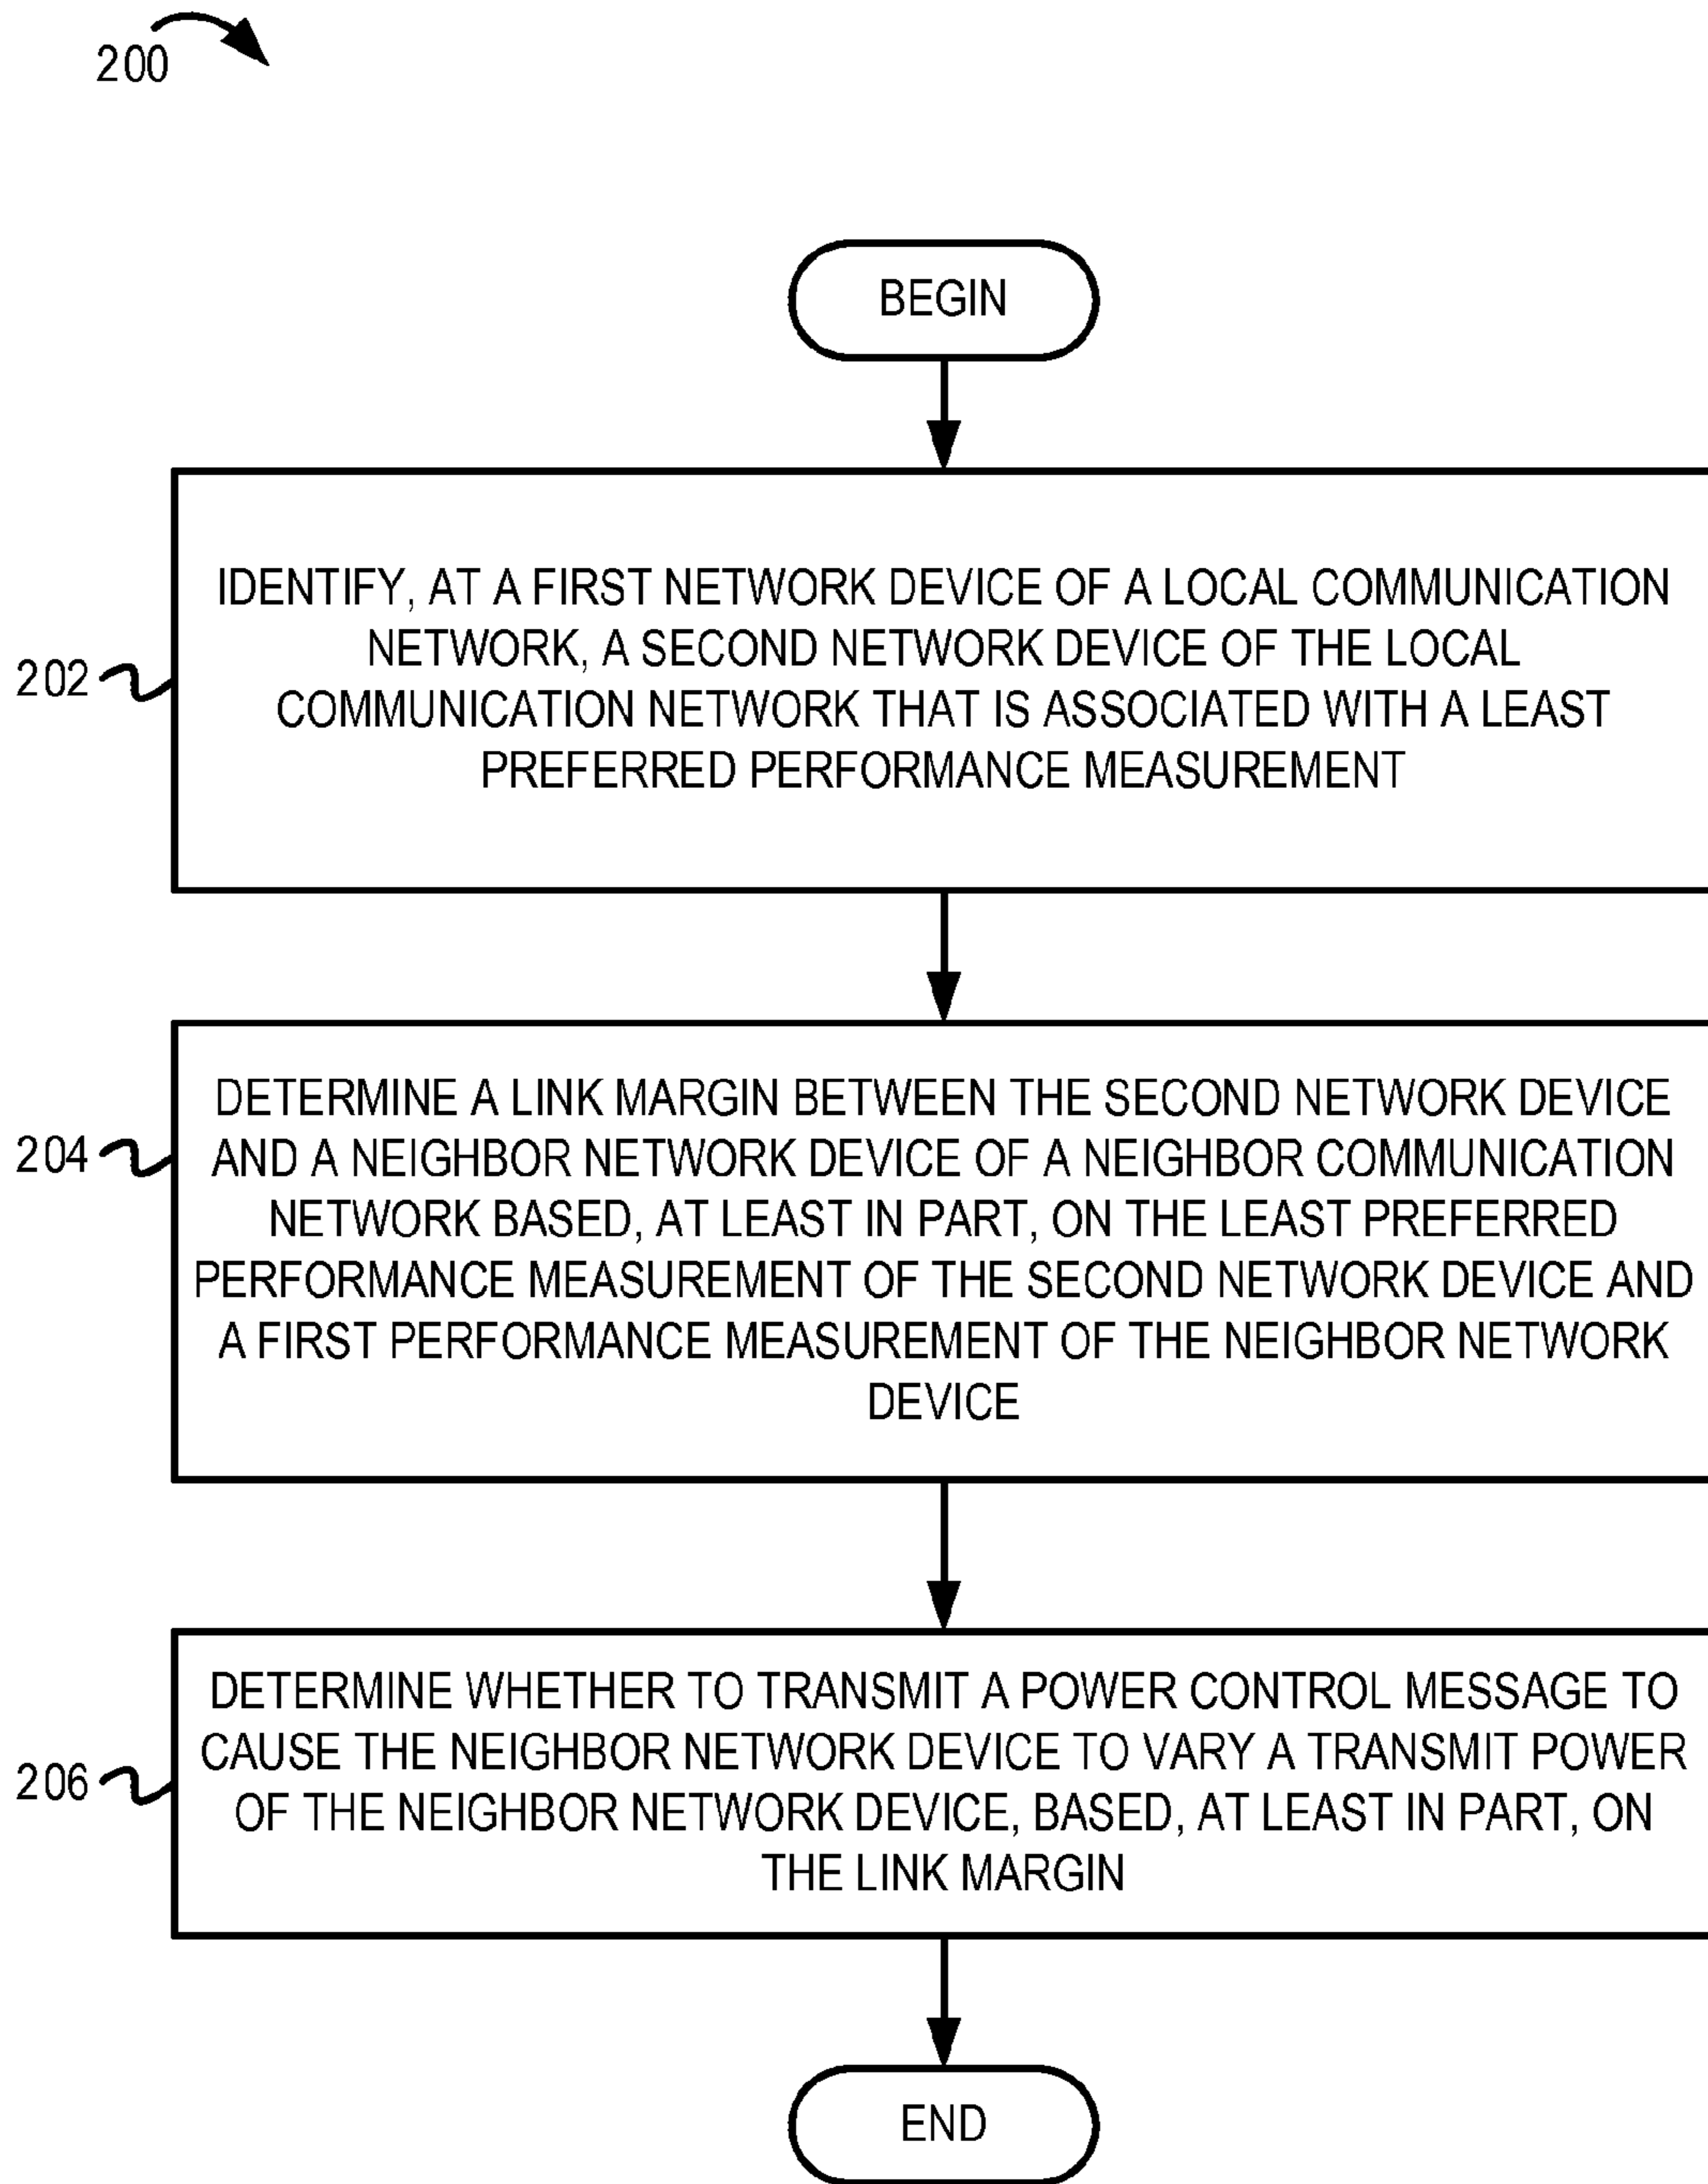 200
BEGIN
202
IDENTIFY, AT A FIRST NETWORK DEVICE OF A LOCAL COMMUNICATION
NETWORK, A SECOND NETWORK DEVICE OF THE LOCAL
COMMUNICATION NETWORK THAT IS ASSOCIATED WITH A LEAST
PREFERRED PERFORMANCE MEASUREMENT
204
DETERMINE A LINK MARGIN BETWEEN THE SECOND NETWORK DEVICE
AND A NEIGHBOR NETWORK DEVICE OF A NEIGHBOR COMMUNICATION
NETWORK BASED, AT LEAST IN PART, ON THE LEAST PREFERRED
PERFORMANCE MEASUREMENT OF THE SECOND NETWORK DEVICE AND
A FIRST PERFORMANCE MEASUREMENT OF THE NEIGHBOR NETWORK
DEVICE
206
DETERMINE WHETHER TO TRANSMIT A POWER CONTROL MESSAGE TO
CAUSE THE NEIGHBOR NETWORK DEVICE TO VARY A TRANSMIT POWER
OF THE NEIGHBOR NETWORK DEVICE, BASED, AT LEAST IN PART, ON
THE LINK MARGIN
END